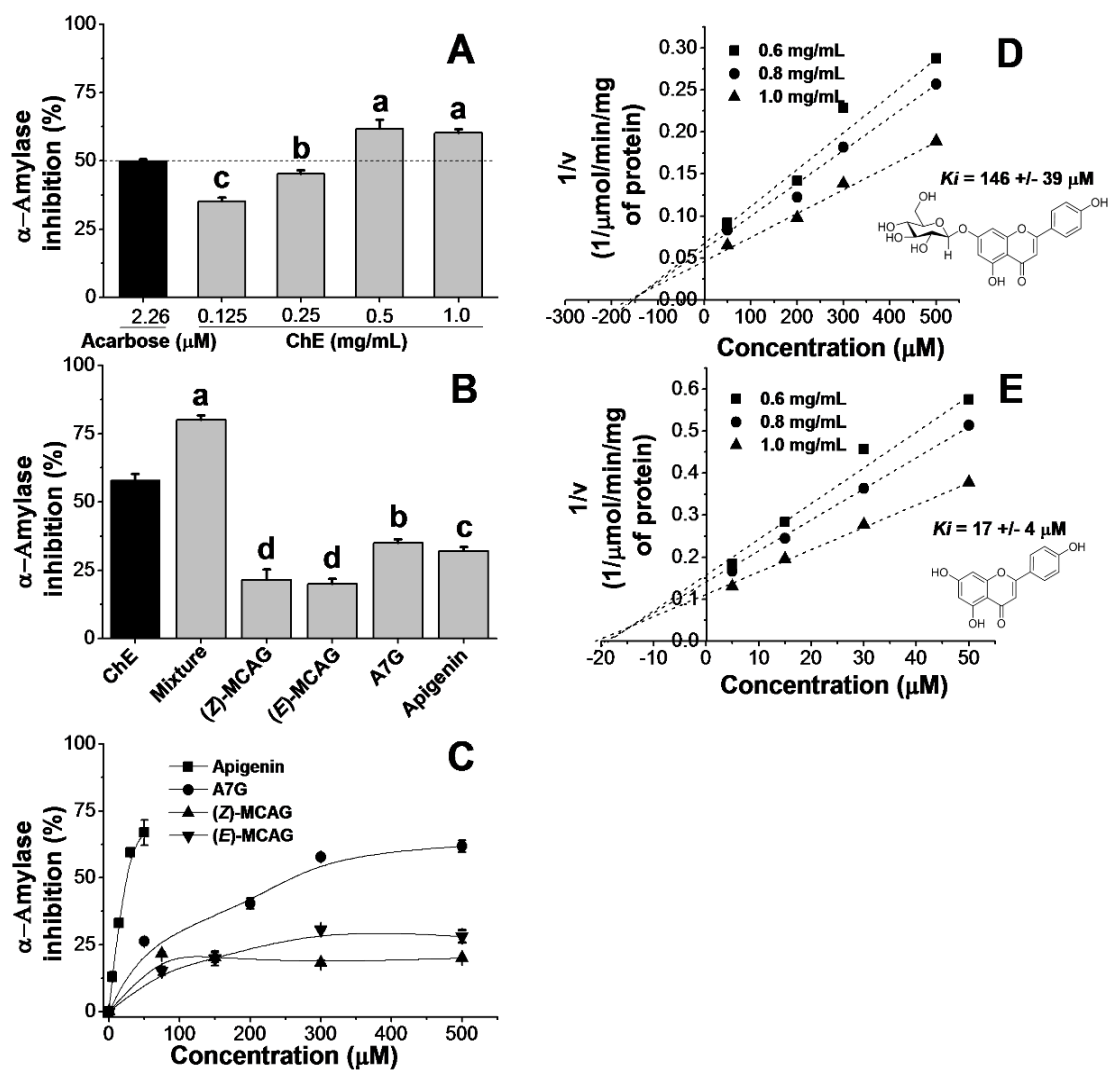 A
100
75
50
25
0
α–Amylase
inhibition (%)
c
b
a
a
2.26 0.125 0.25 0.5 1.0
Acarbose (μM) ChE (mg/mL)
B
100
75
50
25
0
α–Amylase
inhibition (%)
a
d
d
b
c
ChE
Mixture
(Z)-MCAG
(E)-MCAG
A7G
Apigenin
C
Apigenin
A7G
(Z)-MCAG
(E)-MCAG
100
75
50
25
0
α–Amylase
inhibition (%)
0 100 200 300 400 500
Concentration (μM)
D
0.6 mg/mL
0.8 mg/mL
1.0 mg/mL
0.30
0.25
0.20
0.15
0.10
0.05
0.00
1/v
(1/μmol/min/mg
of protein)
Ki = 146 +/- 39 μM
OH
OH
HO
HO
HO
O
O
H
O
OH
O
-300 -200 -100 0 100 200 300 400 500
Concentration (μM)
E
0.6 mg/mL
0.8 mg/mL
1.0 mg/mL
0.6
0.5
0.4
0.3
0.2
0.1
0.0
1/v
(1/μmol/min/mg
of protein)
Ki = 17 +/- 4 μM
OH
HO
O
OH
O
-20 -10 0 10 20 30 40 50
Concentration (μM)